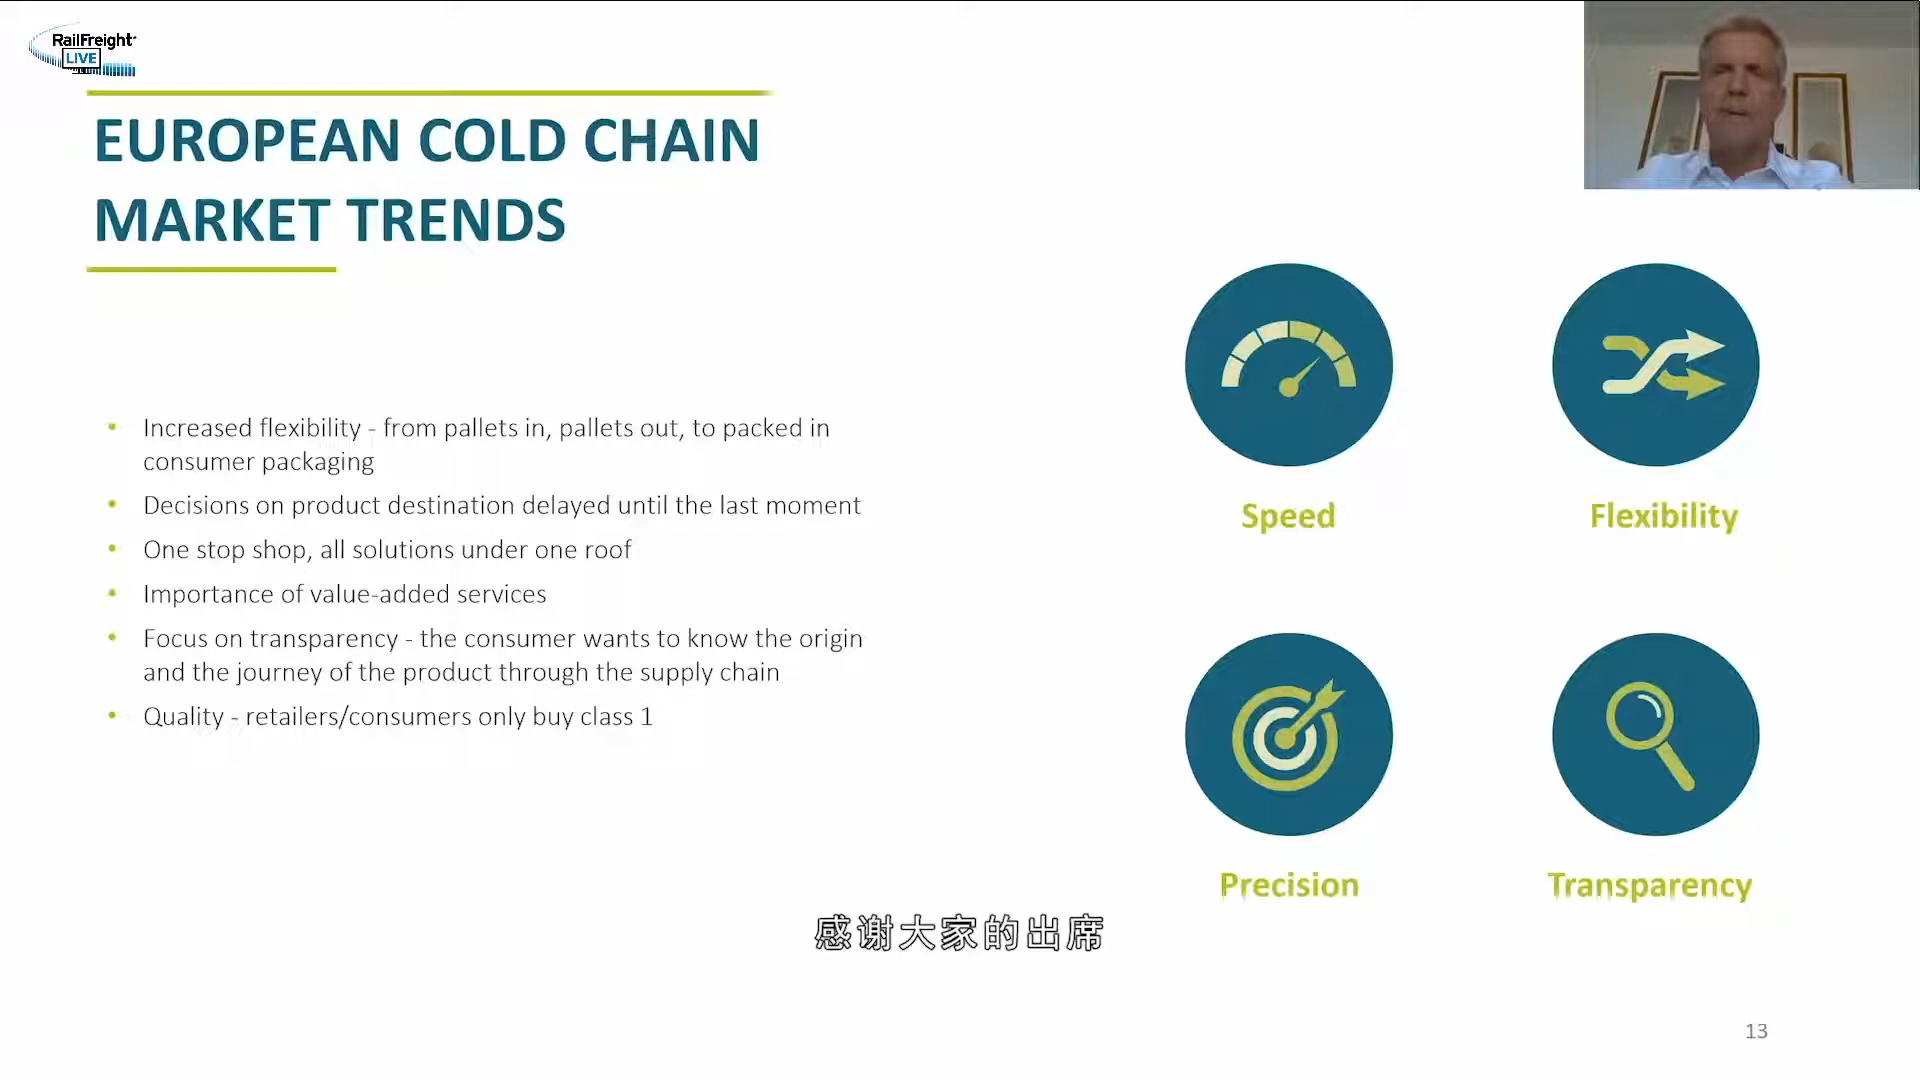 RailFreight
LIVE
EUROPEAN COLD CHAIN
MARKET TRENDS
• Increased flexibility - from pallets in, pallets out, to packed in
consumer packaging
• Decisions on product destination delayed until the last moment
• One stop shop, all solutions under one roof
• Importance of value-added services
• Focus on transparency - the consumer wants to know the origin
and the journey of the product through the supply chain
• Quality - retailers/consumers only buy class 1
Speed
Flexibility
Precision
Transparency
感谢大家的出席
13